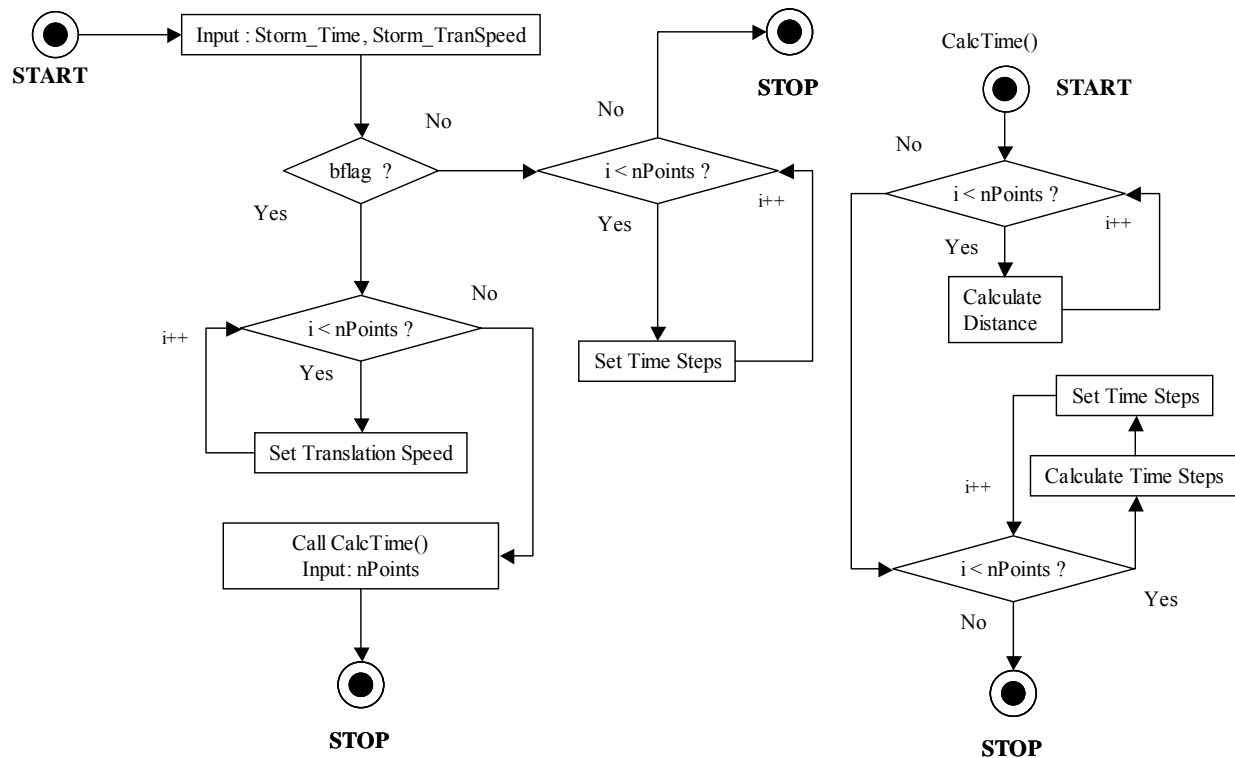 START
Input : Storm_Time, Storm_TranSpeed
bflag ?
No
Yes
i < nPoints ?
No
Yes
i++
Set Time Steps
STOP
i < nPoints ?
No
Yes
i++
Set Translation Speed
Call CalcTime()
Input: nPoints
STOP
CalcTime()
START
i < nPoints ?
No
Yes
i++
Calculate
Distance
Set Time Steps
Calculate Time Steps
i++
i < nPoints ?
Yes
No
STOP